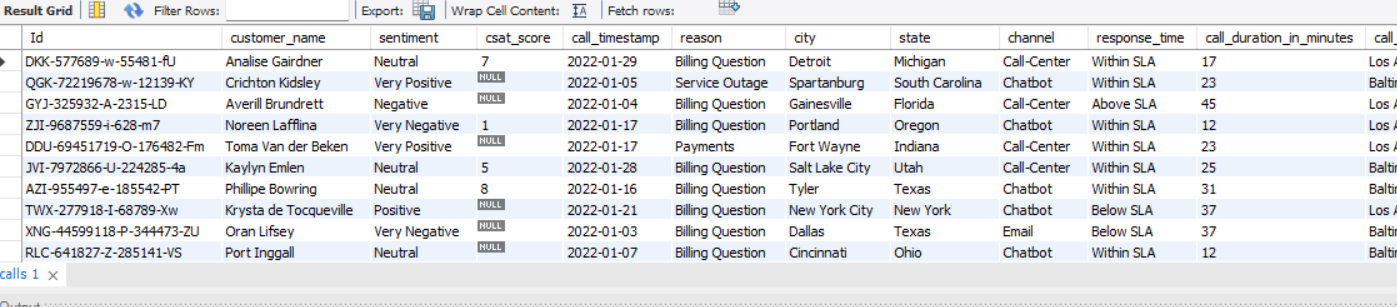 Result Grid Filter Rows: Export: Wrap Cell Content: IA Fetch rows:
Id customer_name sentiment csat_score call_timestamp reason city state channel response_time call_duration_in_minutes call_
DKK-577689-w-55481-fU Analise Gairdner Neutral 7 2022-01-29 Billing Question Detroit Michigan Call-Center Within SLA 17 Los A
QGK-72219678-w-12139-KY Crichton Kidsley Very Positive NULL 2022-01-05 Service Outage Spartanburg South Carolina Chatbot Within SLA 23 Baltir
GYJ-325932-A-2315-LD Averill Brundrett Negative NULL 2022-01-04 Billing Question Gainesville Florida Call-Center Above SLA 45 Los A
ZJI-9687559-i-628-m7 Noreen Lafflina Very Negative 1 2022-01-17 Billing Question Portland Oregon Chatbot Within SLA 12 Los A
DDU-69451719-O-176482-Fm Toma Van der Beken Very Positive NULL 2022-01-17 Payments Fort Wayne Indiana Call-Center Within SLA 23 Los A
JVI-7972866-U-224285-4a Kaylyn Emlen Neutral 5 2022-01-28 Billing Question Salt Lake City Utah Call-Center Within SLA 25 Baltir
AZI-955497-e-185542-PT Phillipe Bowring Neutral 8 2022-01-16 Billing Question Tyler Texas Chatbot Within SLA 31 Baltir
TWX-277918-I-68789-Xw Krysta de Tocqueville Positive NULL 2022-01-21 Billing Question New York City New York Chatbot Below SLA 37 Los A
XNG-44599118-P-344473-ZU Oran Lifsey Very Negative NULL 2022-01-03 Billing Question Dallas Texas Email Below SLA 37 Baltir
RLC-641827-Z-285141-VS Port Inggall Neutral NULL 2022-01-07 Billing Question Cincinnati Ohio Chatbot Within SLA 12 Baltir
calls 1
Output